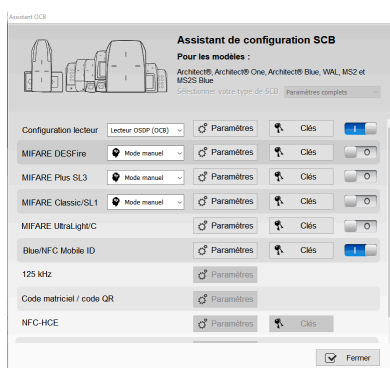 Assistant OCB
Assistant de configuration SCB
Pour les modèles :
Architect®, Architect® One, Architect® Blue, WAL, MS2 et
MS2S Blue
Sélectionner votre type de SCB Paramètres complets
Configuration lecteur Lecteur OSDP (OCB) Paramètres Clés I
MIFARE DESFire Mode manuel Paramètres Clés O
MIFARE Plus SL3 Mode manuel Paramètres Clés O
MIFARE Classic/SL1 Mode manuel Paramètres Clés O
MIFARE UltraLight/C Paramètres Clés O
Blue/NFC Mobile ID Paramètres Clés I
125 kHz Paramètres
Code matriciel / code QR Paramètres
NFC-HCE Paramètres Clés
Fermer